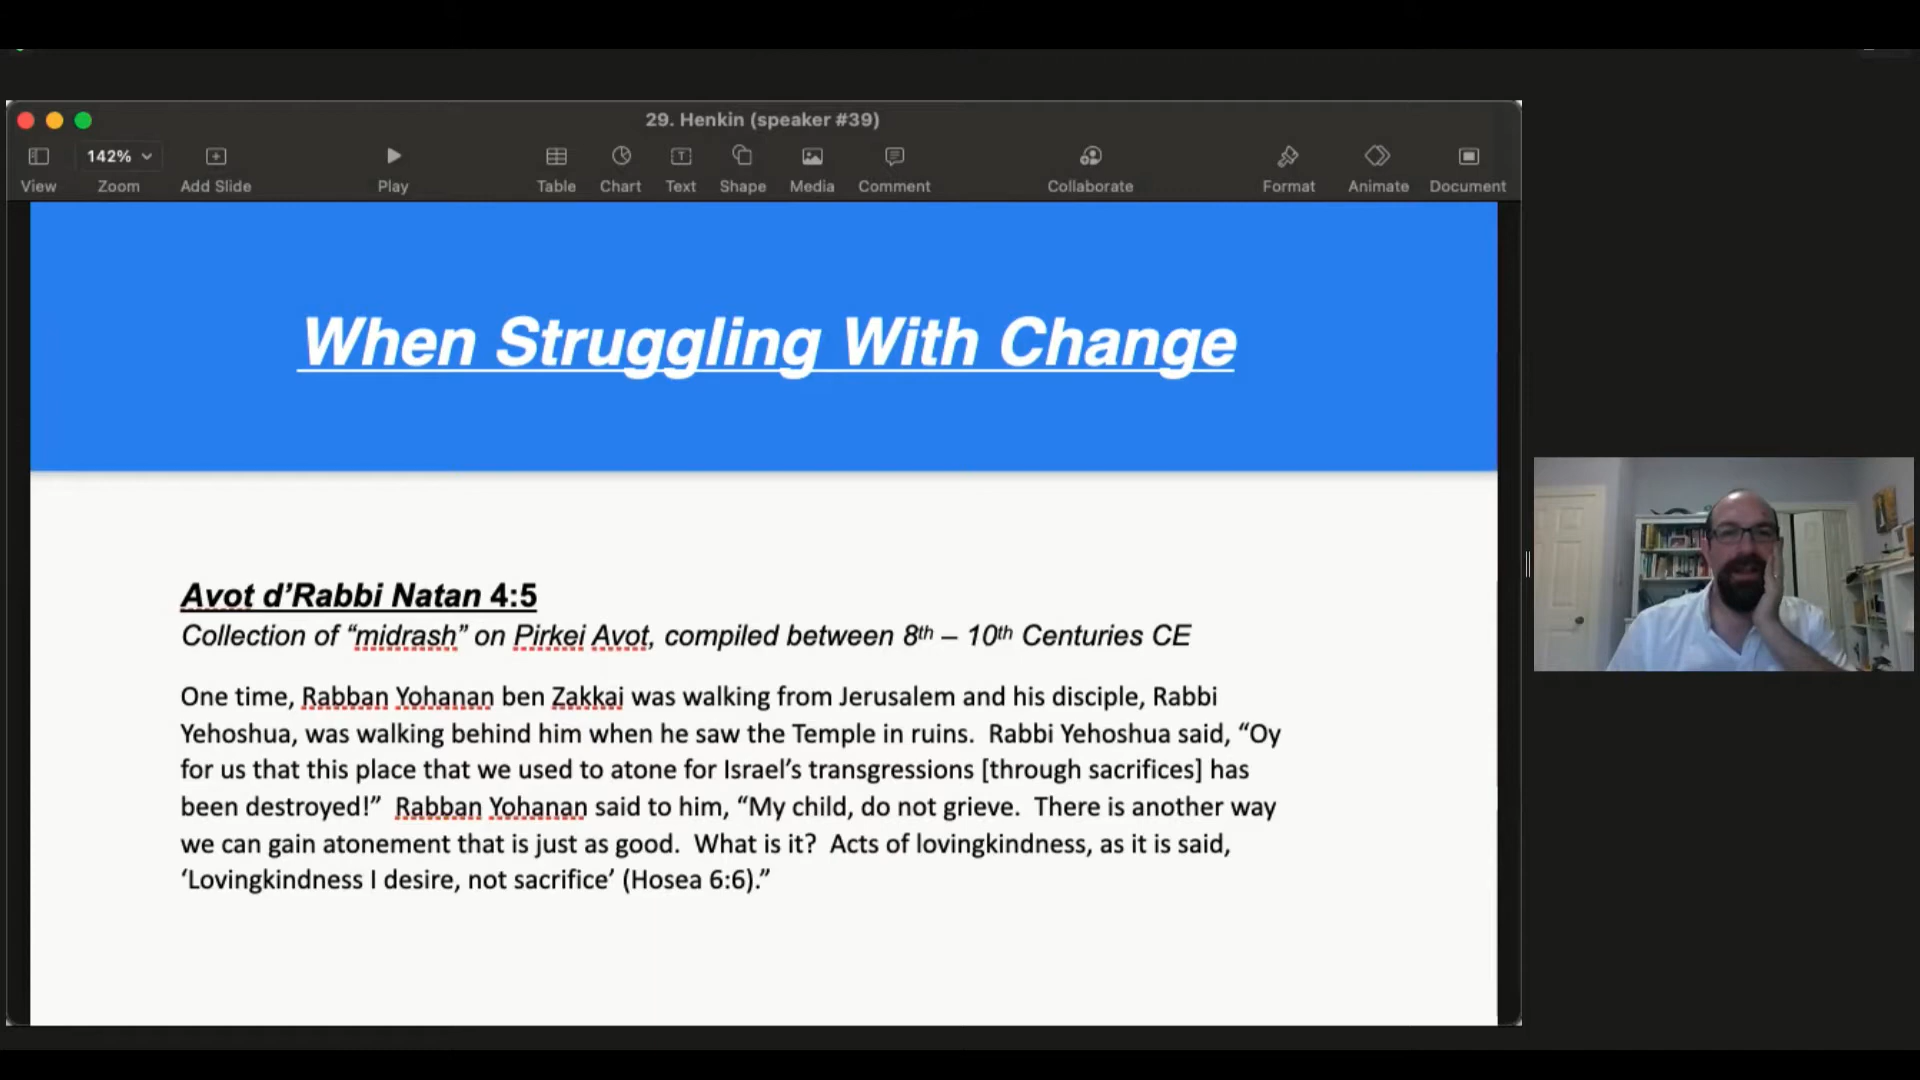 29. Henkin (speaker #39)
142%
View Zoom Add Slide Play Table Chart Text Shape Media Comment Collaborate Format Animate Document
When Struggling With Change
Avot d’Rabbi Natan 4:5
Collection of “midrash” on Pirkei Avot, compiled between 8th – 10th Centuries CE
One time, Rabban Yohanan ben Zakkai was walking from Jerusalem and his disciple, Rabbi
Yehoshua, was walking behind him when he saw the Temple in ruins.  Rabbi Yehoshua said, “Oy
for us that this place that we used to atone for Israel’s transgressions [through sacrifices] has
been destroyed!”  Rabban Yohanan said to him, “My child, do not grieve.  There is another way
we can gain atonement that is just as good.  What is it?  Acts of lovingkindness, as it is said,
‘Lovingkindness I desire, not sacrifice’ (Hosea 6:6).”